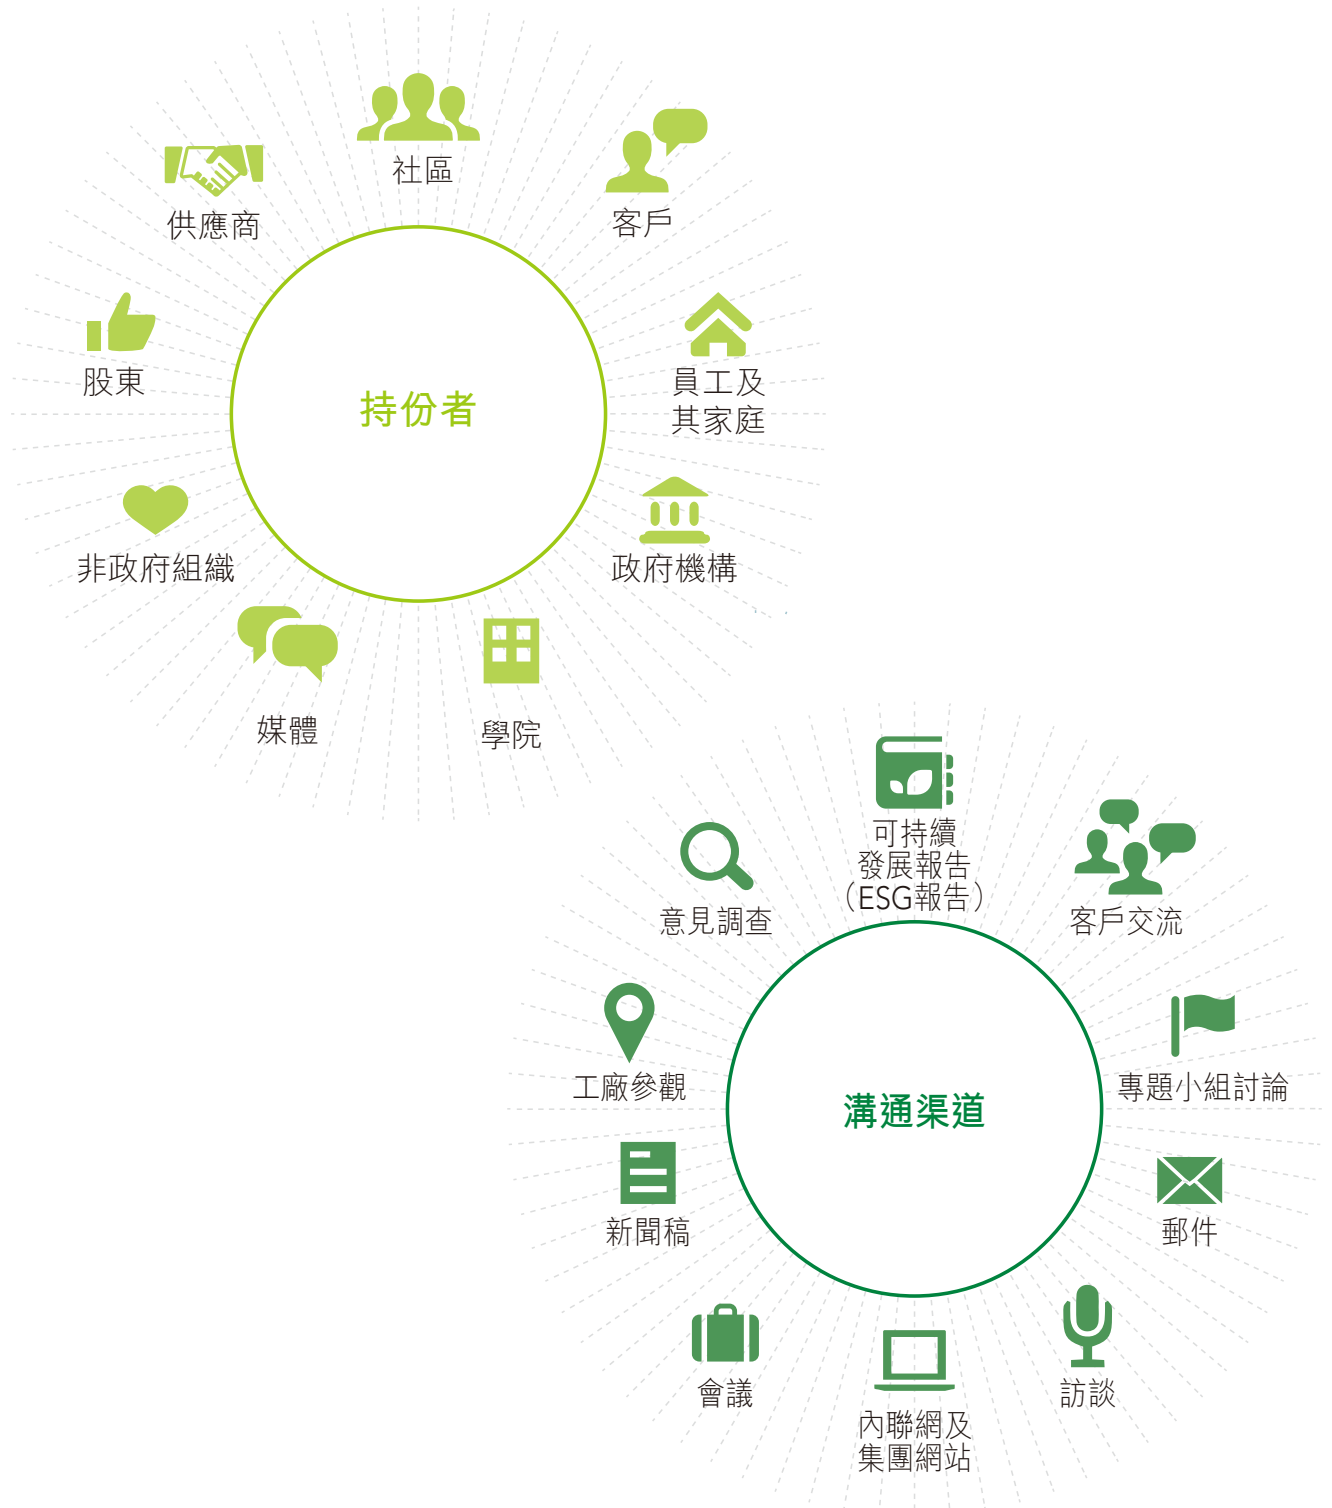 社區
客戶
供應商
股東
持份者
員工及
其家庭
非政府組織
政府機構
媒體
學院
可持續
發展報告
（ESG報告）
意見調查
客戶交流
工廠參觀
專題小組討論
溝通渠道
新聞稿
郵件
會議
訪談
內聯網及
集團網站